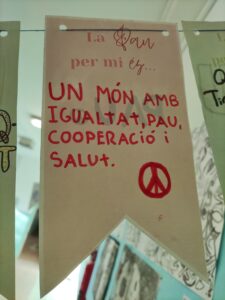 La Pau
per mi és...
UN MÓN AMB
IGUALTAT, PAU,
COOPERACIÓ i
SALUT.